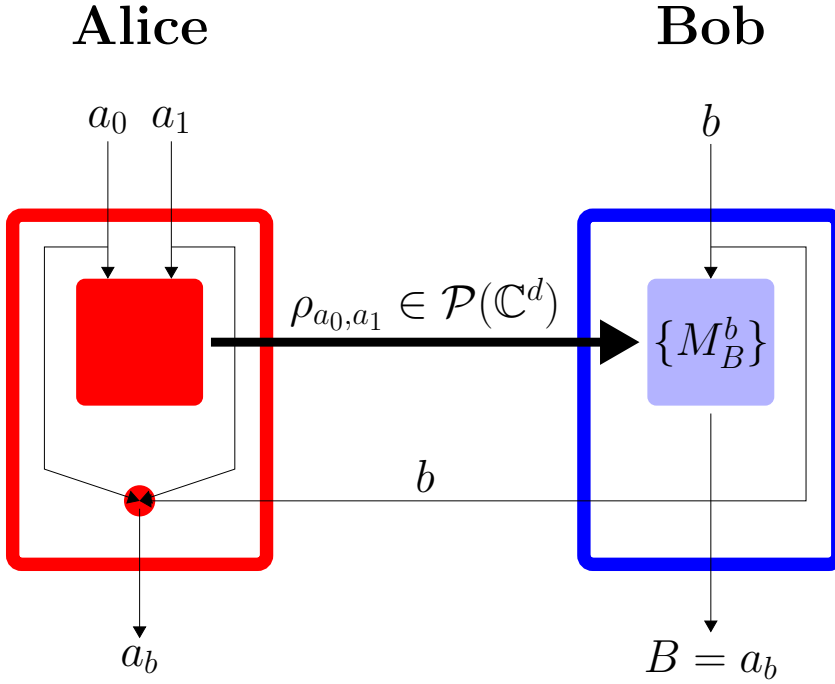 Alice Bob
a_0 a_1 b
ρ_{a_0,a_1} ∈ 𝒫(ℂ^d)
{M_B^b}
b
a_b B = a_b